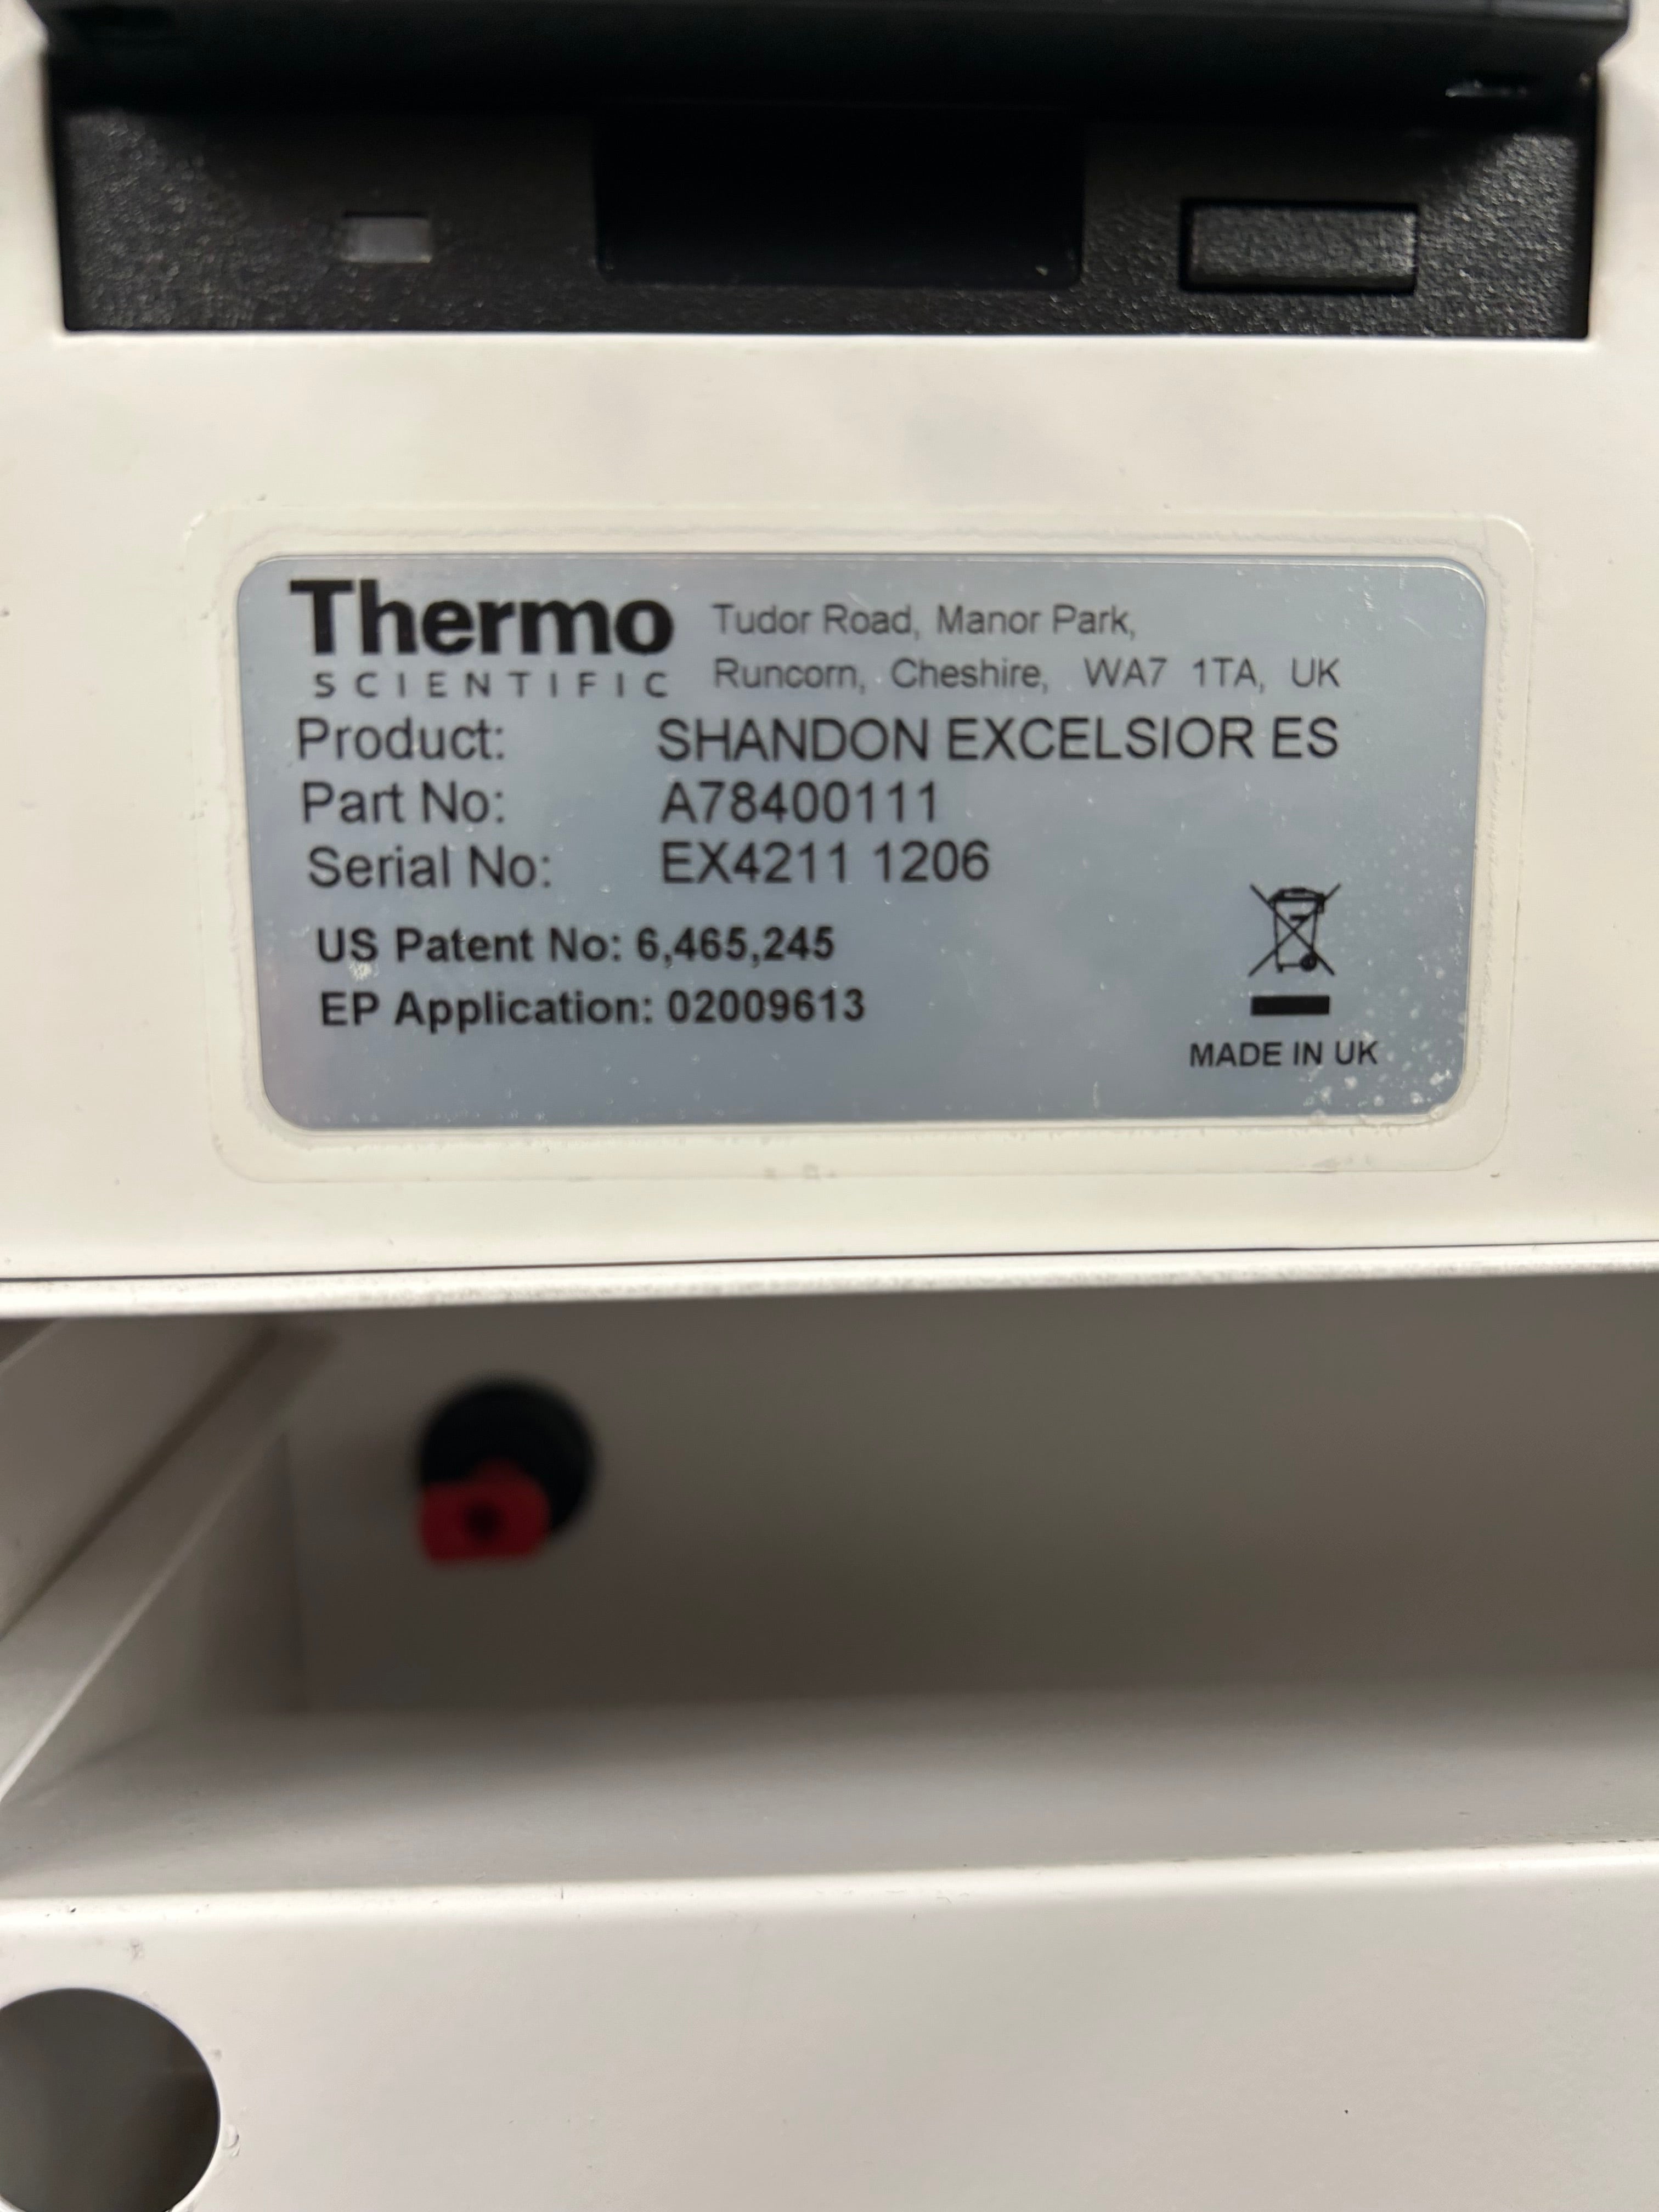 Thermo
SCIENTIFIC
Tudor Road, Manor Park,
Runcorn, Cheshire, WA7 1TA, UK
Product: SHANDON EXCELSIOR ES
Part No: A78400111
Serial No: EX4211 1206
US Patent No: 6,465,245
EP Application: 02009613
MADE IN UK